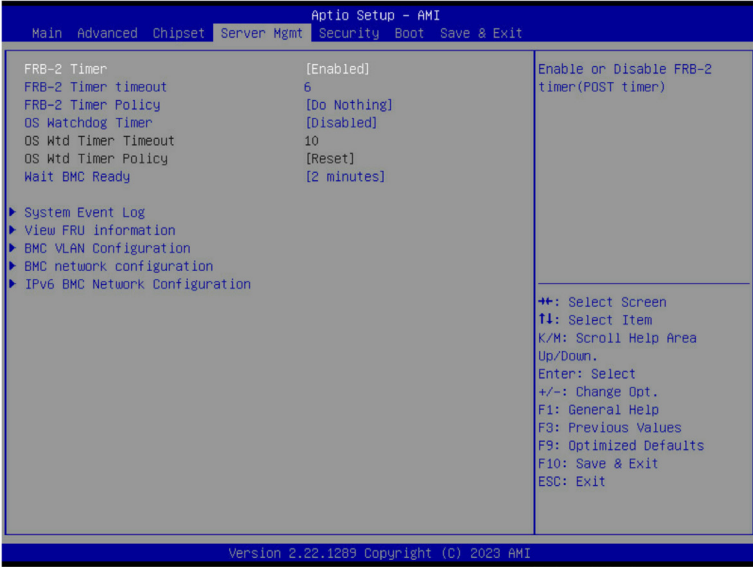 Aptio Setup – AMI
Main Advanced Chipset Server Mgmt Security Boot Save & Exit
FRB-2 Timer [Enabled]
FRB-2 Timer timeout 6
FRB-2 Timer Policy [Do Nothing]
OS Watchdog Timer [Disabled]
OS Wtd Timer Timeout 10
OS Wtd Timer Policy [Reset]
Wait BMC Ready [2 minutes]
System Event Log
View FRU information
BMC VLAN Configuration
BMC network configuration
IPv6 BMC Network Configuration
Enable or Disable FRB-2
timer(POST timer)
→←: Select Screen
↑↓: Select Item
K/M: Scroll Help Area
Up/Down.
Enter: Select
+/-: Change Opt.
F1: General Help
F3: Previous Values
F9: Optimized Defaults
F10: Save & Exit
ESC: Exit
Version 2.22.1289 Copyright (C) 2023 AMI